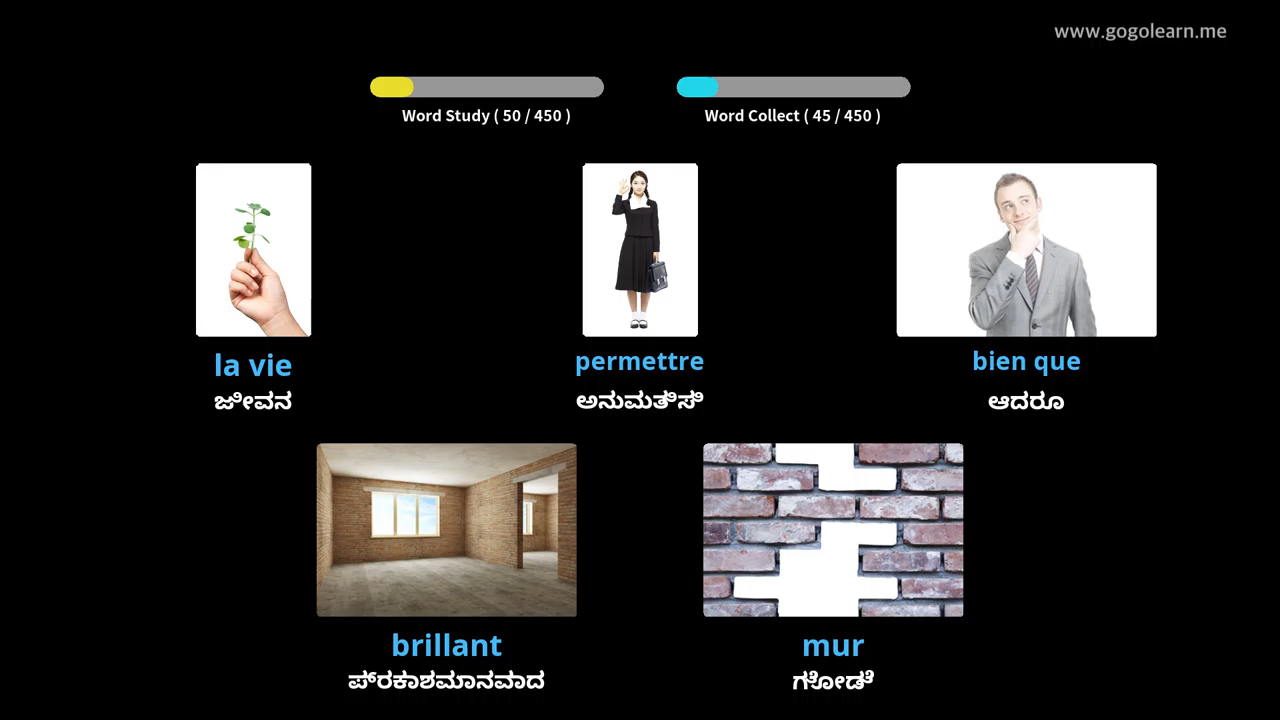 www.gogolearn.me
Word Study ( 50 / 450 )
Word Collect ( 45 / 450 )
la vie
ಜೀವನ
permettre
ಅನುಮತಿಸಿ
bien que
ಆದರೂ
brillant
ಪ್ರಕಾಶಮಾನವಾದ
mur
ಗೋಡೆ